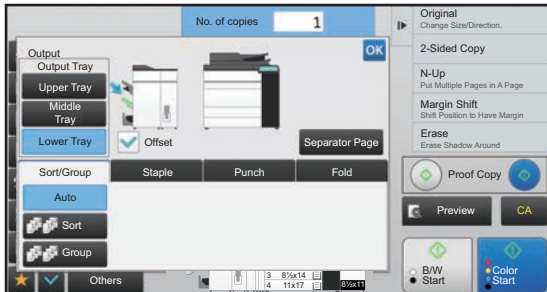 No. of copies 1
Output
Output Tray
Upper Tray
Middle
Tray
Lower Tray
Offset
OK
Separator Page
Sort/Group
Staple
Punch
Fold
Auto
Sort
Group
Others
3 8½x14
4 11x17
8½x11
Original
Change Size/Direction.
2-Sided Copy
N-Up
Put Multiple Pages in A Page
Margin Shift
Shift Position to Have Margin
Erase
Erase Shadow Around
Proof Copy
Preview
CA
B/W
Start
Color
Start